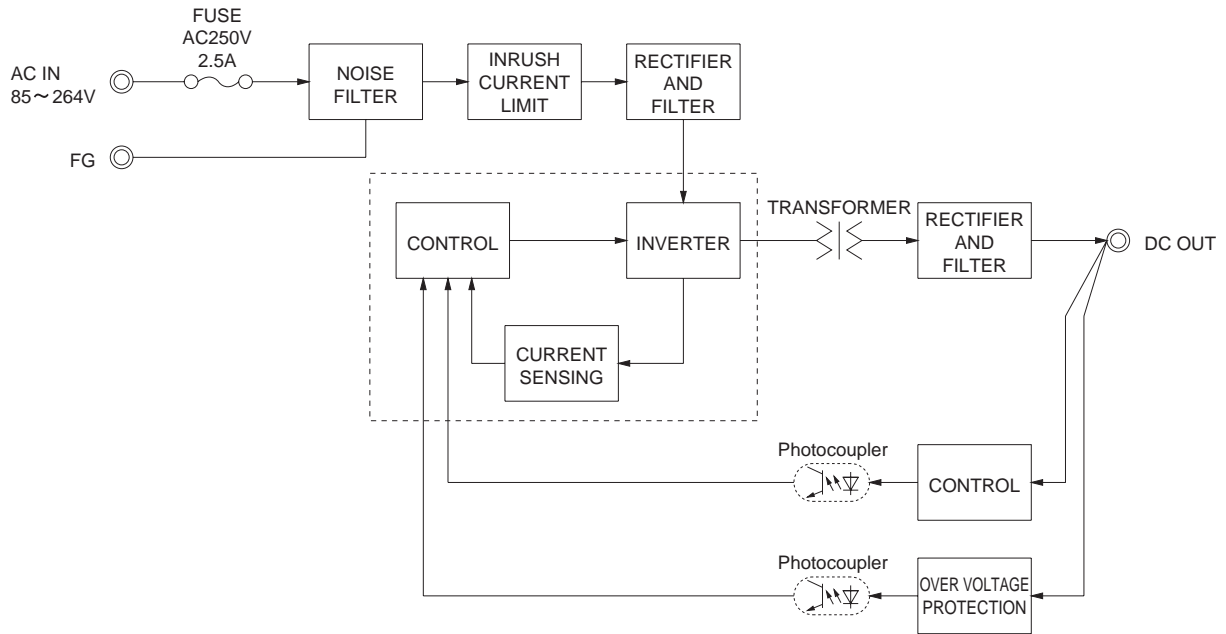 FUSE
AC250V
2.5A
AC IN
85～264V
NOISE
FILTER
INRUSH
CURRENT
LIMIT
RECTIFIER
AND
FILTER
FG
CONTROL
INVERTER
TRANSFORMER
RECTIFIER
AND
FILTER
DC OUT
CURRENT
SENSING
Photocoupler
CONTROL
Photocoupler
OVER VOLTAGE
PROTECTION